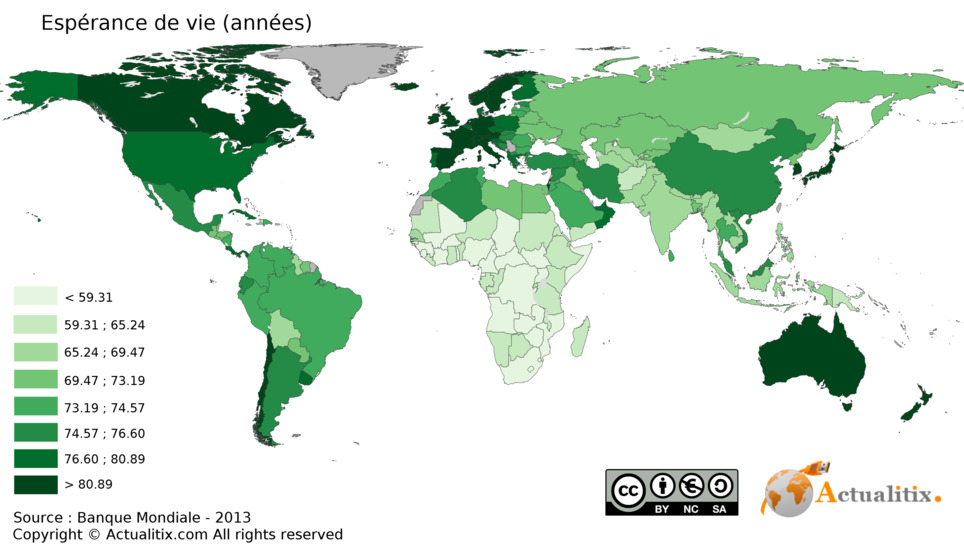 Espérance de vie (années)
< 59.31
59.31 ; 65.24
65.24 ; 69.47
69.47 ; 73.19
73.19 ; 74.57
74.57 ; 76.60
76.60 ; 80.89
> 80.89
Source : Banque Mondiale - 2013
Copyright © Actualitix.com All rights reserved
cc
BY NC SA
Actualitix.